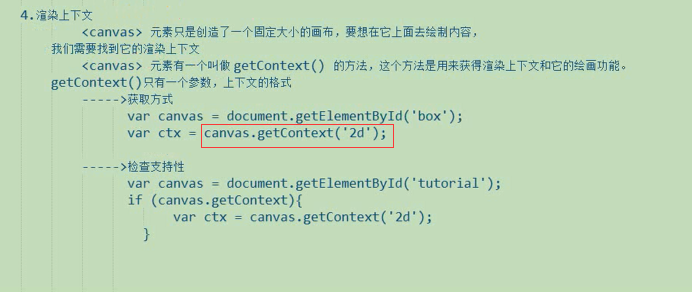 4.渲染上下文
<canvas> 元素只是创造了一个固定大小的画布，要想在它上面去绘制内容，
我们需要找到它的渲染上下文
<canvas> 元素有一个叫做 getContext() 的方法，这个方法是用来获得渲染上下文和它的绘画功能。
getContext()只有一个参数，上下文的格式
----->获取方式
var canvas = document.getElementById('box');
var ctx = canvas.getContext('2d');
----->检查支持性
var canvas = document.getElementById('tutorial');
if (canvas.getContext){
var ctx = canvas.getContext('2d');
}